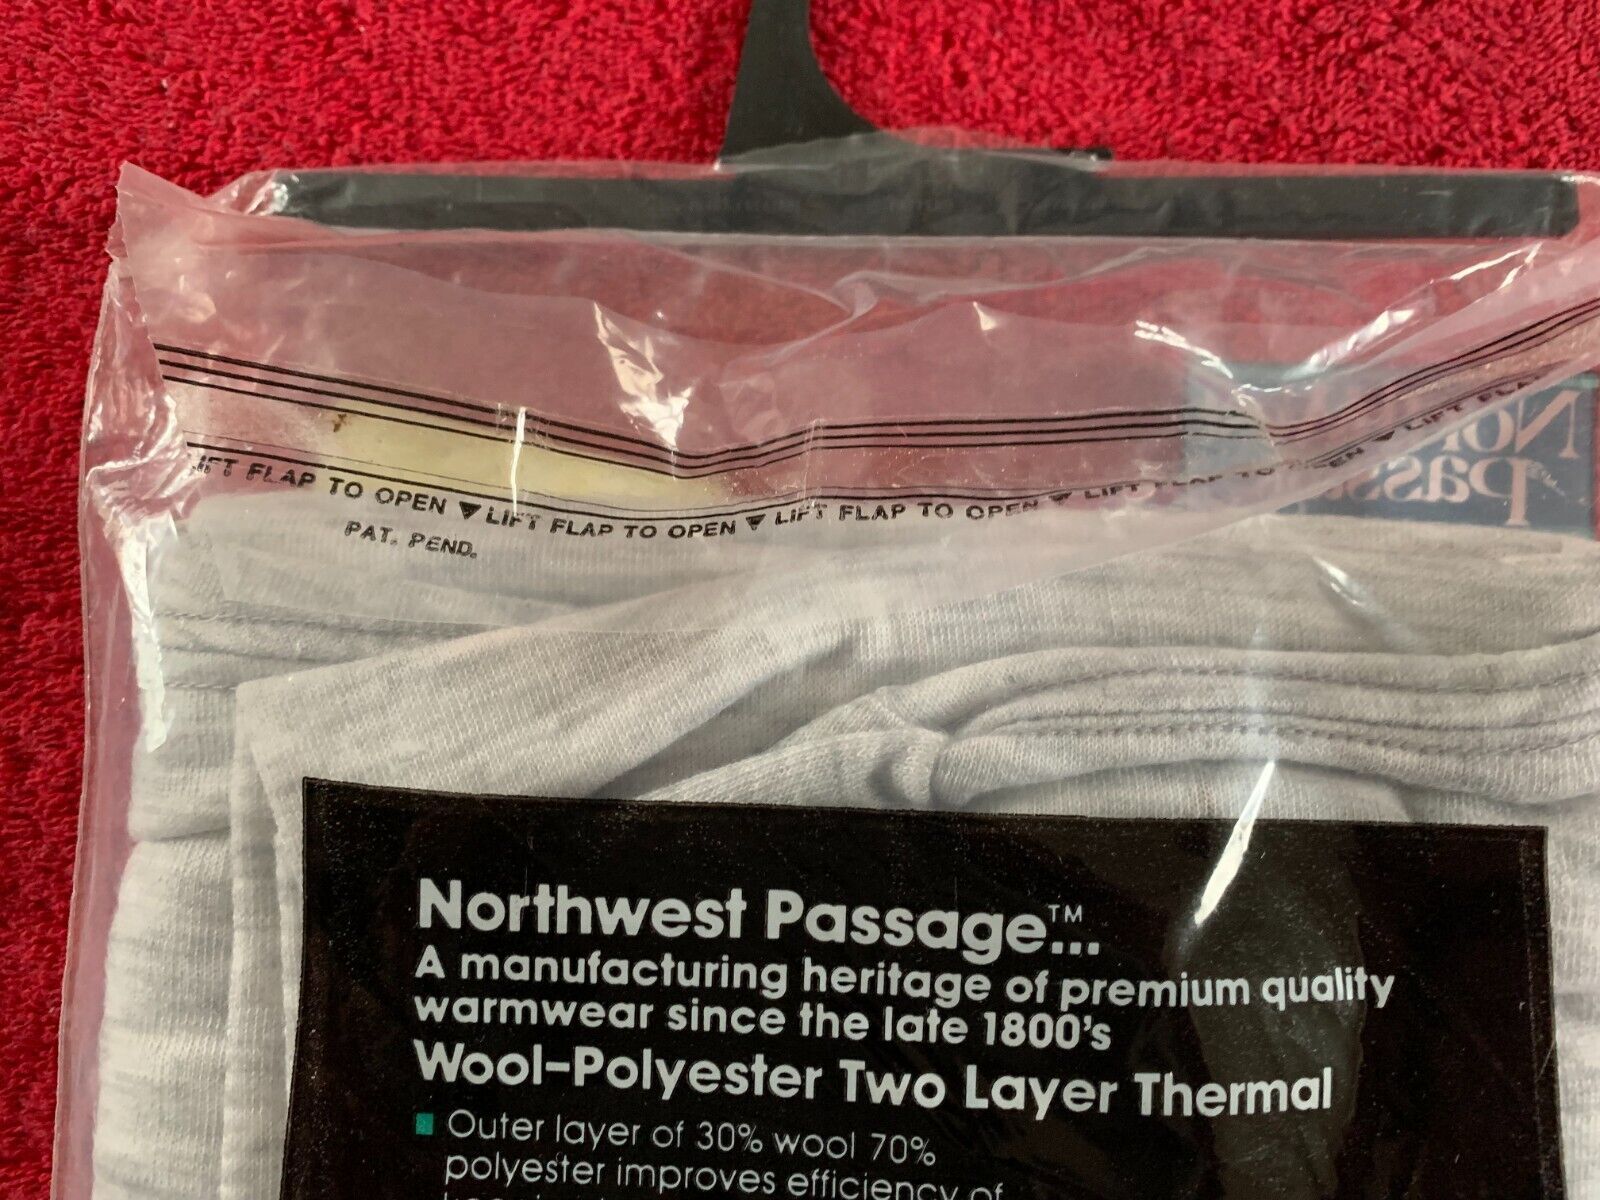 LIFT FLAP TO OPEN ▼ LIFT FLAP TO OPEN ▼ LIFT FLAP TO OPEN ▼ LIFT FLAP TO OPEN ▼ LIFT FLA
PAT. PEND.
Northwest Passage™...
A manufacturing heritage of premium quality
warmwear since the late 1800's
Wool-Polyester Two Layer Thermal
Outer layer of 30% wool 70%
polyester improves efficiency of